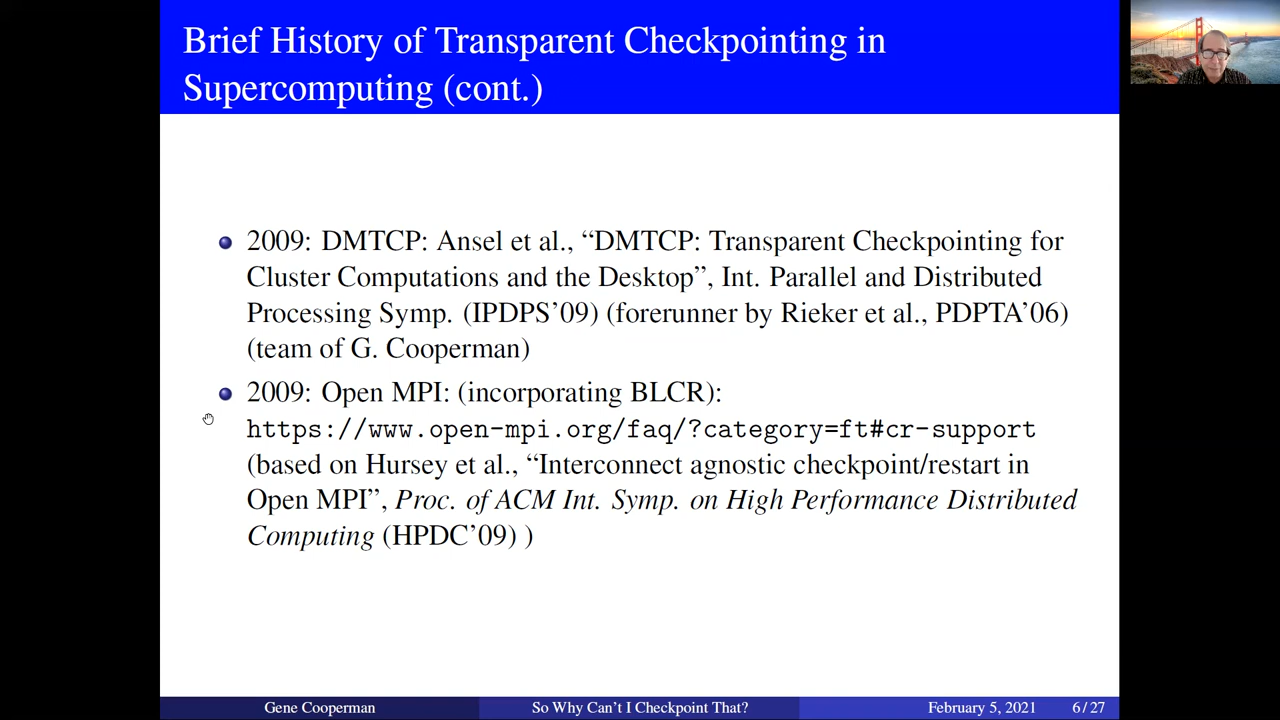 Brief History of Transparent Checkpointing in
Supercomputing (cont.)
2009: DMTCP: Ansel et al., “DMTCP: Transparent Checkpointing for
Cluster Computations and the Desktop”, Int. Parallel and Distributed
Processing Symp. (IPDPS’09) (forerunner by Rieker et al., PDPTA’06)
(team of G. Cooperman)
2009: Open MPI: (incorporating BLCR):
https://www.open-mpi.org/faq/?category=ft#cr-support
(based on Hursey et al., “Interconnect agnostic checkpoint/restart in
Open MPI”, Proc. of ACM Int. Symp. on High Performance Distributed
Computing (HPDC’09) )
Gene Cooperman
So Why Can’t I Checkpoint That?
February 5, 2021
6 / 27